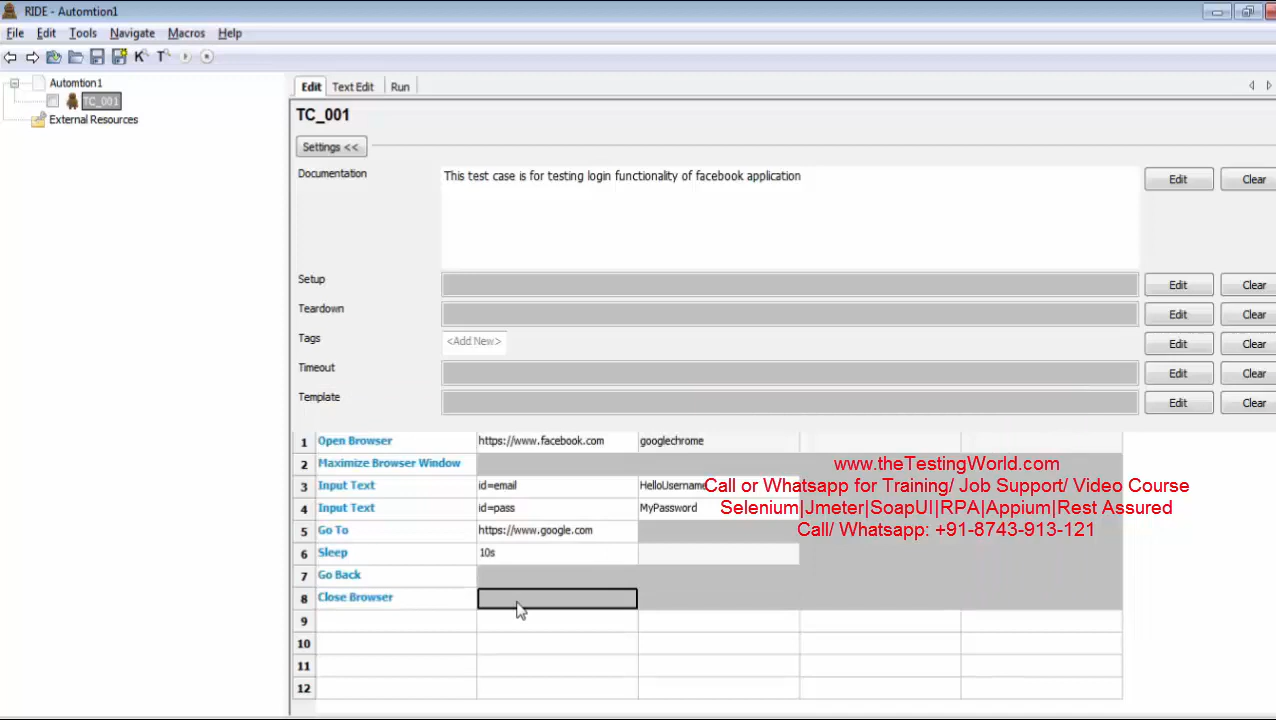 RIDE - Automtion1
File Edit Tools Navigate Macros Help
K T
Automtion1
TC_001
External Resources
Edit Text Edit Run
TC_001
Settings <<
Documentation
This test case is for testing login functionality of facebook application
Edit Clear
Setup
Edit Clear
Teardown
Edit Clear
Tags
<Add New>
Edit Clear
Timeout
Edit Clear
Template
Edit Clear
1 Open Browser https://www.facebook.com googlechrome
2 Maximize Browser Window
3 Input Text id=email HelloUsername
4 Input Text id=pass MyPassword
5 Go To https://www.google.com
6 Sleep 10s
7 Go Back
8 Close Browser
9
10
11
12
www.theTestingWorld.com
Call or Whatsapp for Training/ Job Support/ Video Course
Selenium|Jmeter|SoapUI||RPA|Appium|Rest Assured
Call/ Whatsapp: +91-8743-913-121